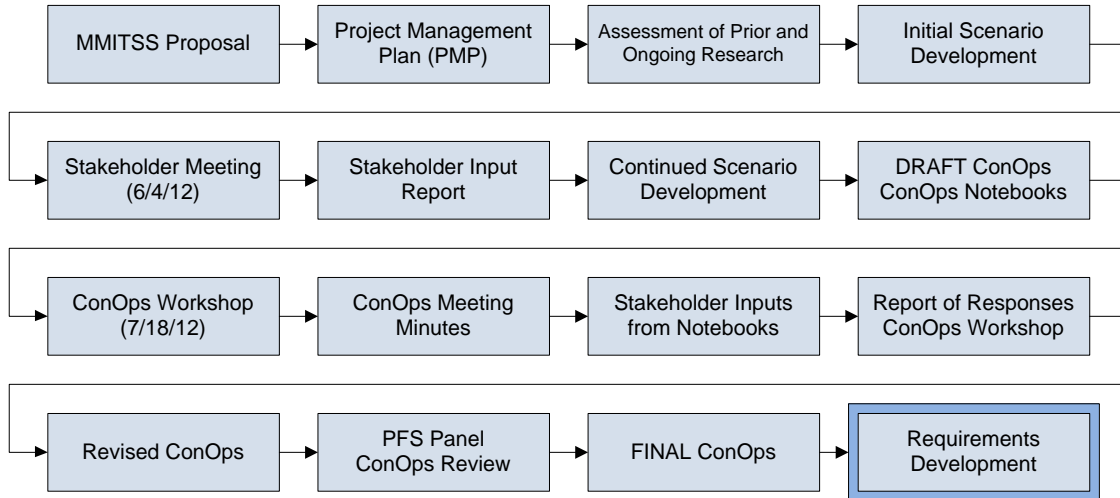 MMITSS Proposal
Project Management
Plan (PMP)
Assessment of Prior and
Ongoing Research
Initial Scenario
Development
Stakeholder Meeting
(6/4/12)
Stakeholder Input
Report
Continued Scenario
Development
DRAFT ConOps
ConOps Notebooks
ConOps Workshop
(7/18/12)
ConOps Meeting
Minutes
Stakeholder Inputs
from Notebooks
Report of Responses
ConOps Workshop
Revised ConOps
PFS Panel
ConOps Review
FINAL ConOps
Requirements
Development